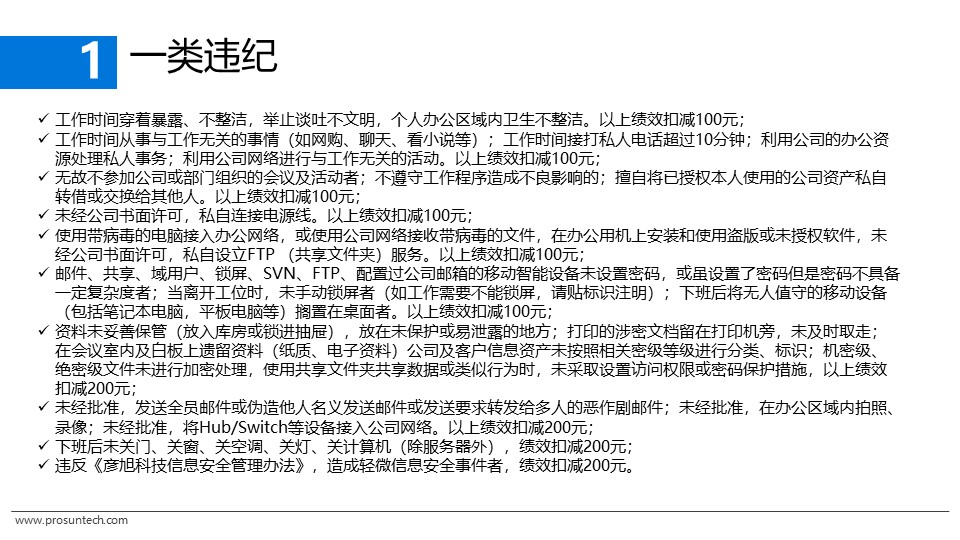 1 一类违纪
✓ 工作时间穿着暴露、不整洁，举止谈吐不文明，个人办公区域内卫生不整洁。以上绩效扣减100元；
✓ 工作时间从事与工作无关的事情（如网购、聊天、看小说等）；工作时间接打私人电话超过10分钟；利用公司的办公资
源处理私人事务；利用公司网络进行与工作无关的活动。以上绩效扣减100元；
✓ 无故不参加公司或部门组织的会议及活动者；不遵守工作程序造成不良影响的；擅自将已授权本人使用的公司资产私自
转借或交换给其他人。以上绩效扣减100元；
✓ 未经公司书面许可，私自连接电源线。以上绩效扣减100元；
✓ 使用带病毒的电脑接入办公网络，或使用公司网络接收带病毒的文件，在办公用机上安装和使用盗版或未授权软件，未
经公司书面许可，私自设立FTP （共享文件夹）服务。以上绩效扣减100元；
✓ 邮件、共享、域用户、锁屏、SVN、FTP、配置过公司邮箱的移动智能设备未设置密码，或虽设置了密码但是密码不具备
一定复杂度者；当离开工位时，未手动锁屏者（如工作需要不能锁屏，请贴标识注明）；下班后将无人值守的移动设备
（包括笔记本电脑，平板电脑等）搁置在桌面者。以上绩效扣减100元；
✓ 资料未妥善保管（放入库房或锁进抽屉），放在未保护或易泄露的地方；打印的涉密文档留在打印机旁，未及时取走；
在会议室内及白板上遗留资料（纸质、电子资料）公司及客户信息资产未按照相关密级等级进行分类、标识；机密级、
绝密级文件未进行加密处理，使用共享文件夹共享数据或类似行为时，未采取设置访问权限或密码保护措施，以上绩效
扣减200元；
✓ 未经批准，发送全员邮件或伪造他人名义发送邮件或发送要求转发给多人的恶作剧邮件；未经批准，在办公区域内拍照、
录像；未经批准，将Hub/Switch等设备接入公司网络。以上绩效扣减200元；
✓ 下班后未关门、关窗、关空调、关灯、关计算机（除服务器外），绩效扣减200元；
✓ 违反《彦旭科技信息安全管理办法》，造成轻微信息安全事件者，绩效扣减200元。
www.prosuntech.com